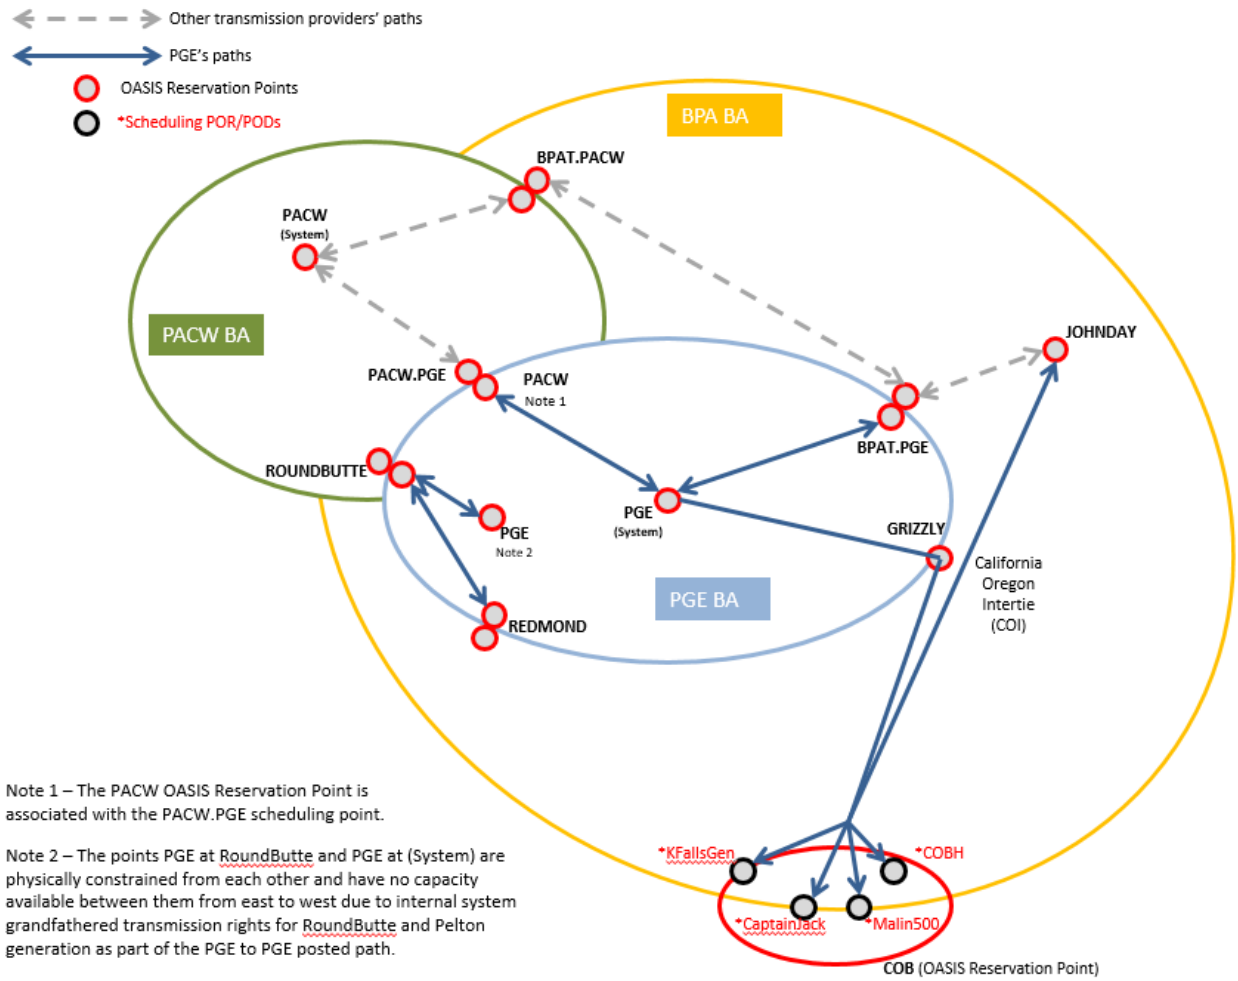 Other transmission providers' paths
PGE's paths
OASIS Reservation Points
*Scheduling POR/PODs
BPA BA
BPAT.PACW
PACW
(System)
PACW BA
JOHNDAY
PACW.PGE
PACW
Note 1
BPAT.PGE
ROUNDBUTTE
PGE
(System)
PGE
Note 2
GRIZZLY
California
Oregon
Intertie
(COI)
PGE BA
REDMOND
Note 1 – The PACW OASIS Reservation Point is
associated with the PACW.PGE scheduling point.
Note 2 – The points PGE at RoundButte and PGE at (System) are
physically constrained from each other and have no capacity
available between them from east to west due to internal system
grandfathered transmission rights for RoundButte and Pelton
generation as part of the PGE to PGE posted path.
*KFallsGen
*COBH
*CaptainJack
*Malin500
COB (OASIS Reservation Point)